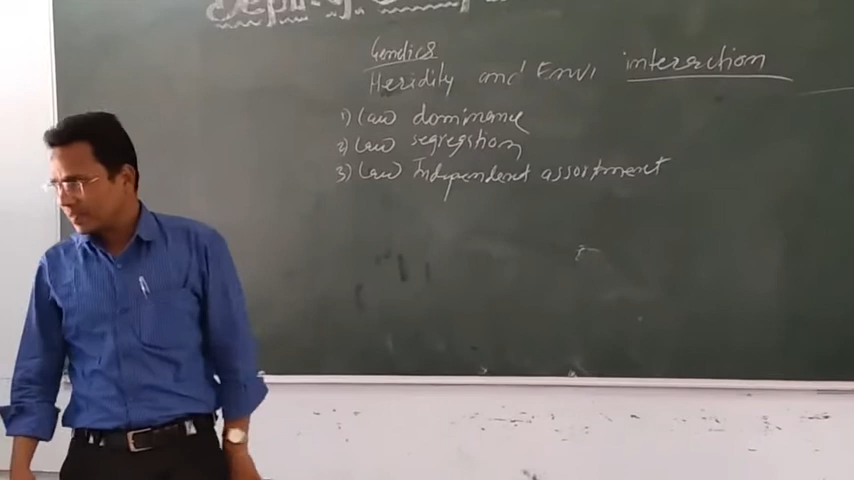 Genetics
Heridity and Envi interaction
1) Law dominance
2) Law segregation
3) Law Independent assortment